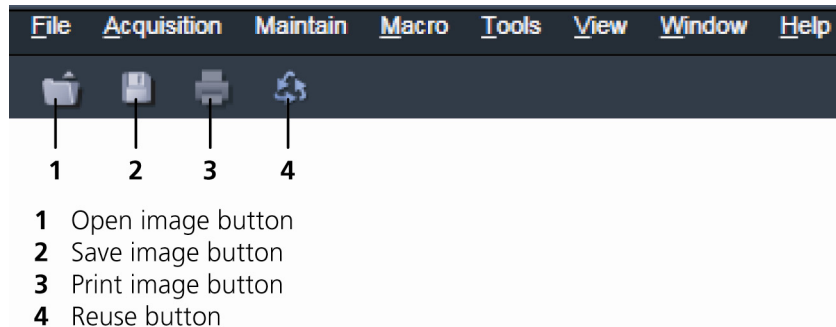 File Acquisition Maintain Macro Tools View Window Help
1 2 3 4
1 Open image button
2 Save image button
3 Print image button
4 Reuse button